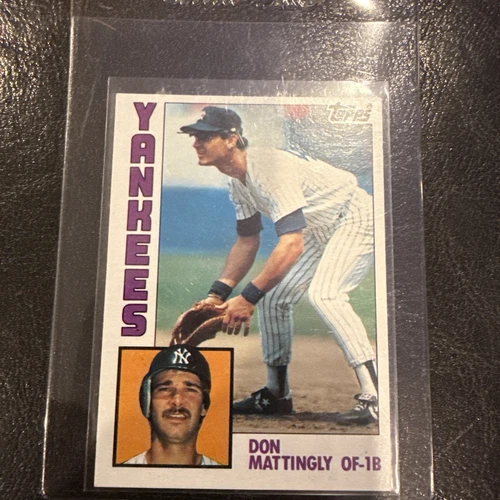 Topps
YANKEES
NY
DON
MATTINGLY OF-1B